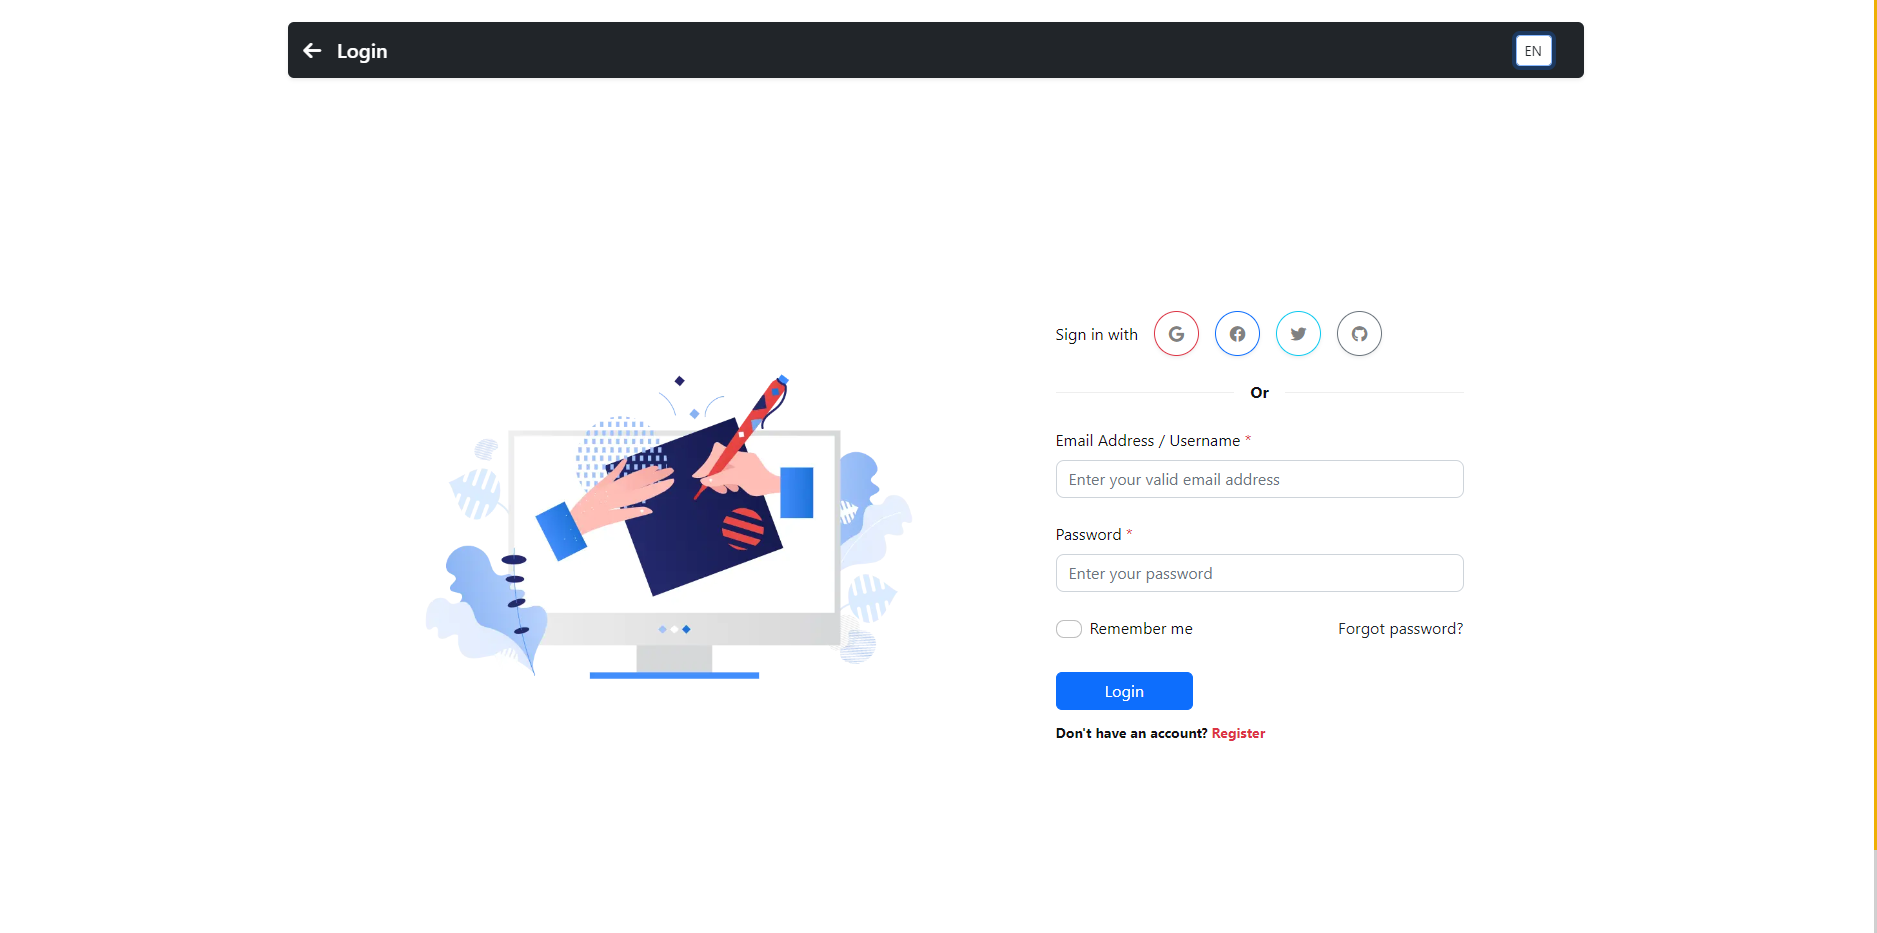 Login
EN
Sign in with
Or
Email Address / Username *
Enter your valid email address
Password *
Enter your password
Remember me
Forgot password?
Login
Don't have an account? Register